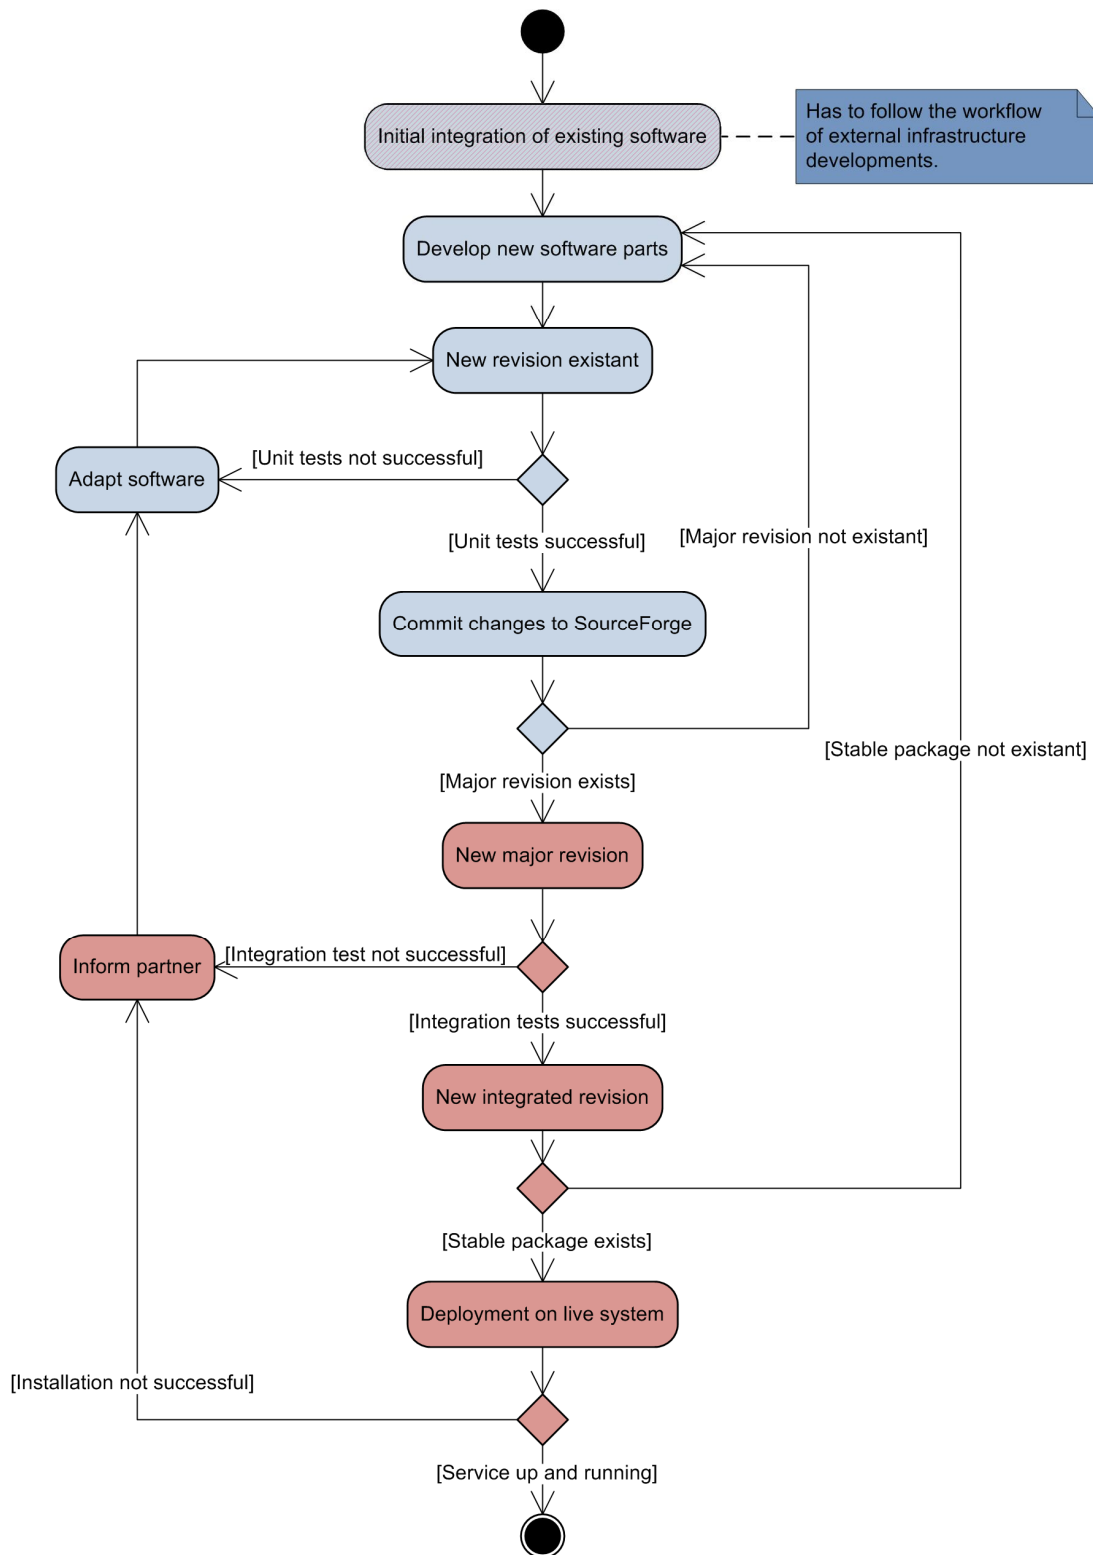 Initial integration of existing software
Has to follow the workflow
of external infrastructure
developments.
Develop new software parts
New revision existant
[Unit tests not successful]
Adapt software
[Unit tests successful]
[Major revision not existant]
Commit changes to SourceForge
[Stable package not existant]
[Major revision exists]
New major revision
[Integration test not successful]
Inform partner
[Integration tests successful]
New integrated revision
[Stable package exists]
Deployment on live system
[Installation not successful]
[Service up and running]